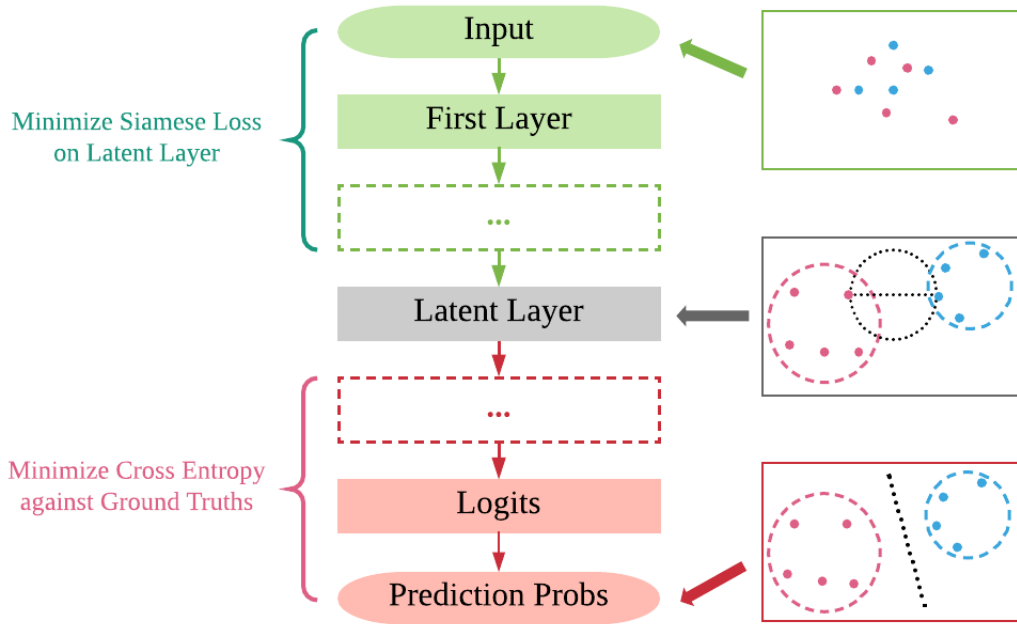 Input
First Layer
Minimize Siamese Loss
on Latent Layer
...
Latent Layer
...
Minimize Cross Entropy
against Ground Truths
Logits
Prediction Probs